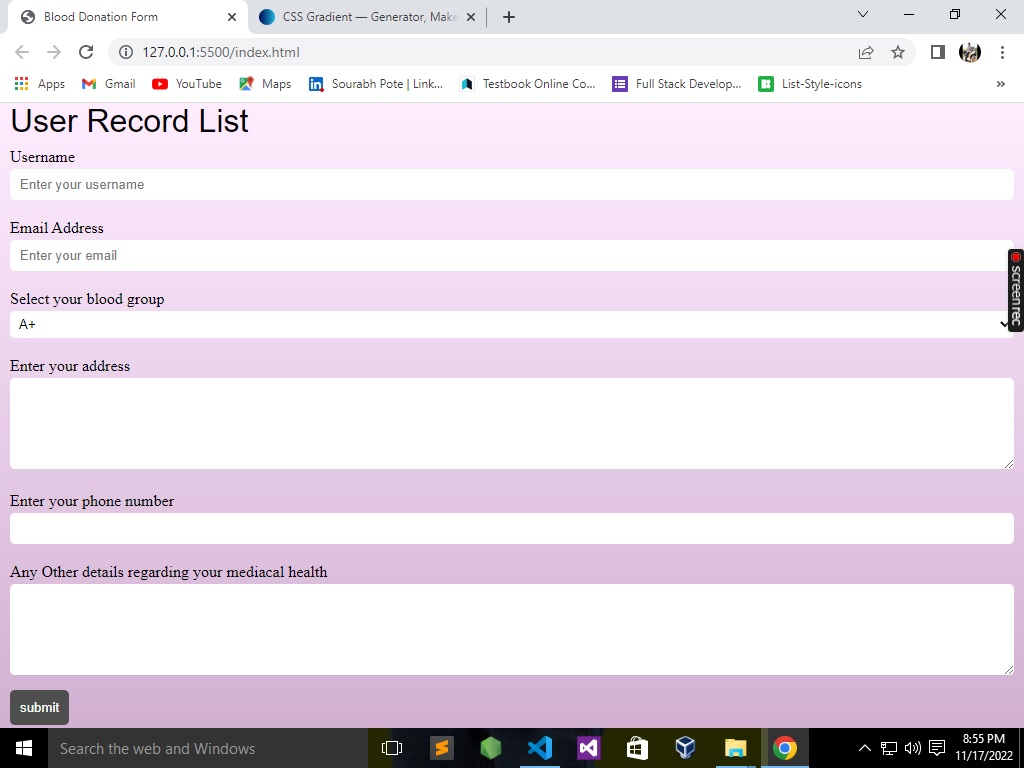 Blood Donation Form
CSS Gradient — Generator, Make
127.0.0.1:5500/index.html
Apps
Gmail
YouTube
Maps
Sourabh Pote | Link...
Testbook Online Co...
Full Stack Develop...
List-Style-icons
»
User Record List
Username
Enter your username
Email Address
Enter your email
screenrec
Select your blood group
A+
Enter your address
Enter your phone number
Any Other details regarding your mediacal health
submit
Search the web and Windows
8:55 PM
11/17/2022